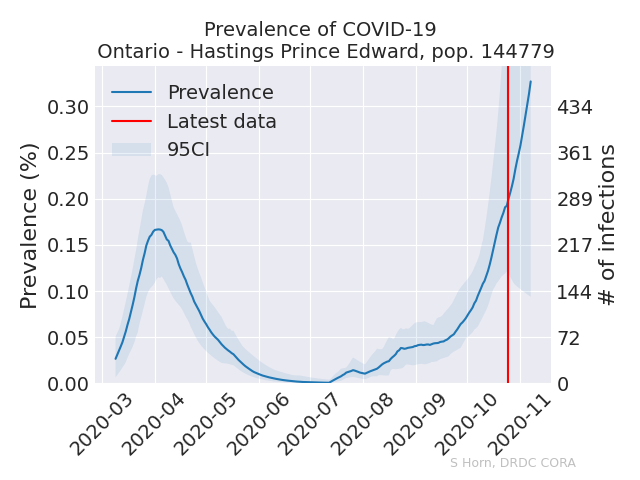 Prevalence of COVID-19
Ontario - Hastings Prince Edward, pop. 144779
Prevalence
Latest data
95CI
Prevalence (%)
0.30
0.25
0.20
0.15
0.10
0.05
0.00
434
361
289
217
144
72
0
# of infections
2020-03
2020-04
2020-05
2020-06
2020-07
2020-08
2020-09
2020-10
2020-11
S Horn, DRDC CORA